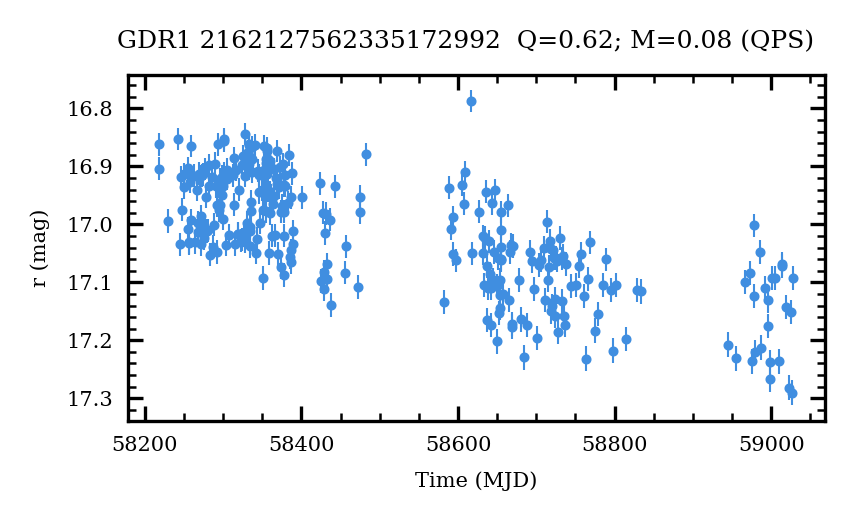 GDR1 2162127562335172992 Q=0.62; M=0.08 (QPS)
16.8
16.9
17.0
17.1
17.2
17.3
r (mag)
58200 58400 58600 58800 59000
Time (MJD)